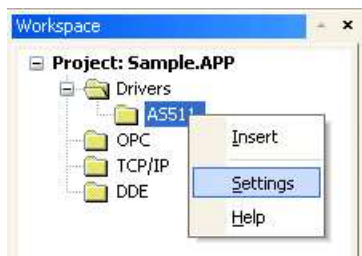 Workspace
Project: Sample.APP
Drivers
AS511
OPC
TCP/IP
DDE
Insert
Settings
Help